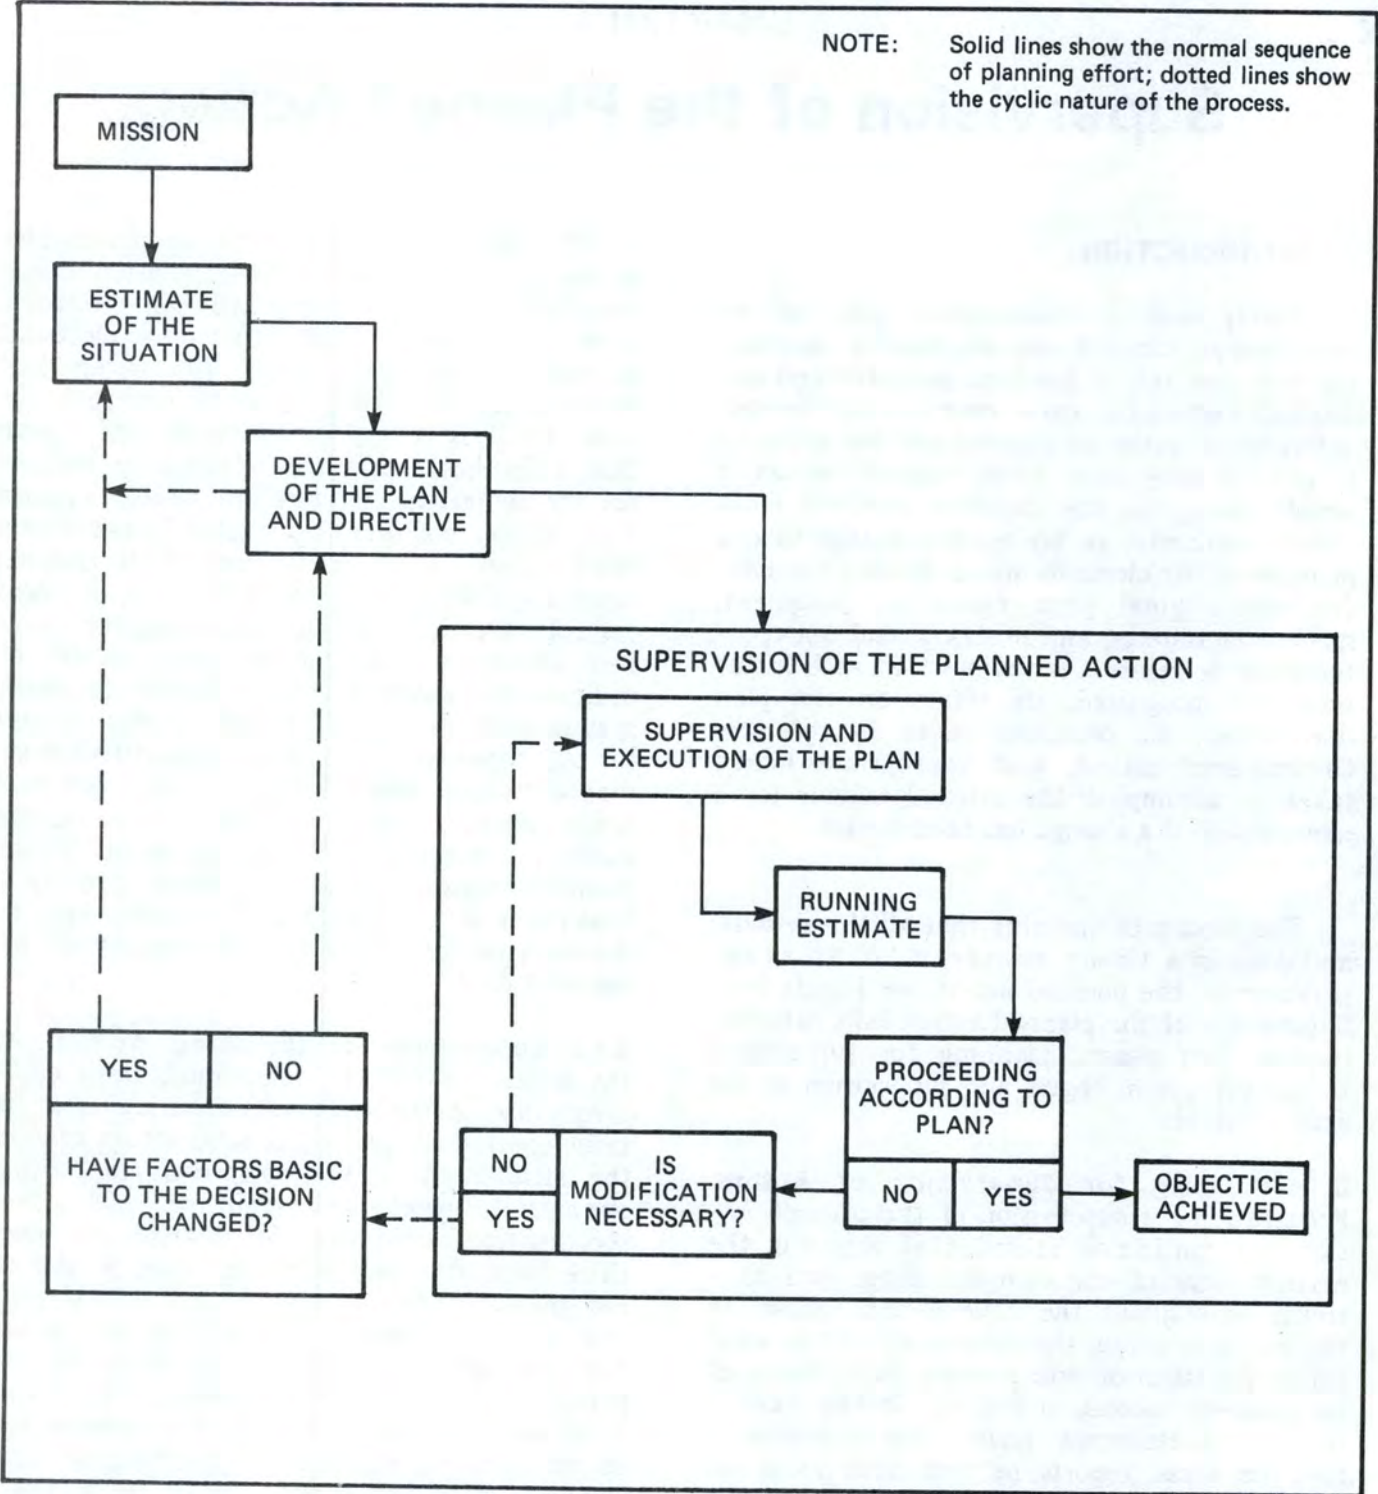 NOTE: Solid lines show the normal sequence
of planning effort; dotted lines show
the cyclic nature of the process.
MISSION
ESTIMATE
OF THE
SITUATION
DEVELOPMENT
OF THE PLAN
AND DIRECTIVE
SUPERVISION OF THE PLANNED ACTION
SUPERVISION AND
EXECUTION OF THE PLAN
RUNNING
ESTIMATE
PROCEEDING
ACCORDING TO
PLAN?
NO YES
OBJECTICE
ACHIEVED
NO
YES
IS
MODIFICATION
NECESSARY?
YES NO
HAVE FACTORS BASIC
TO THE DECISION
CHANGED?